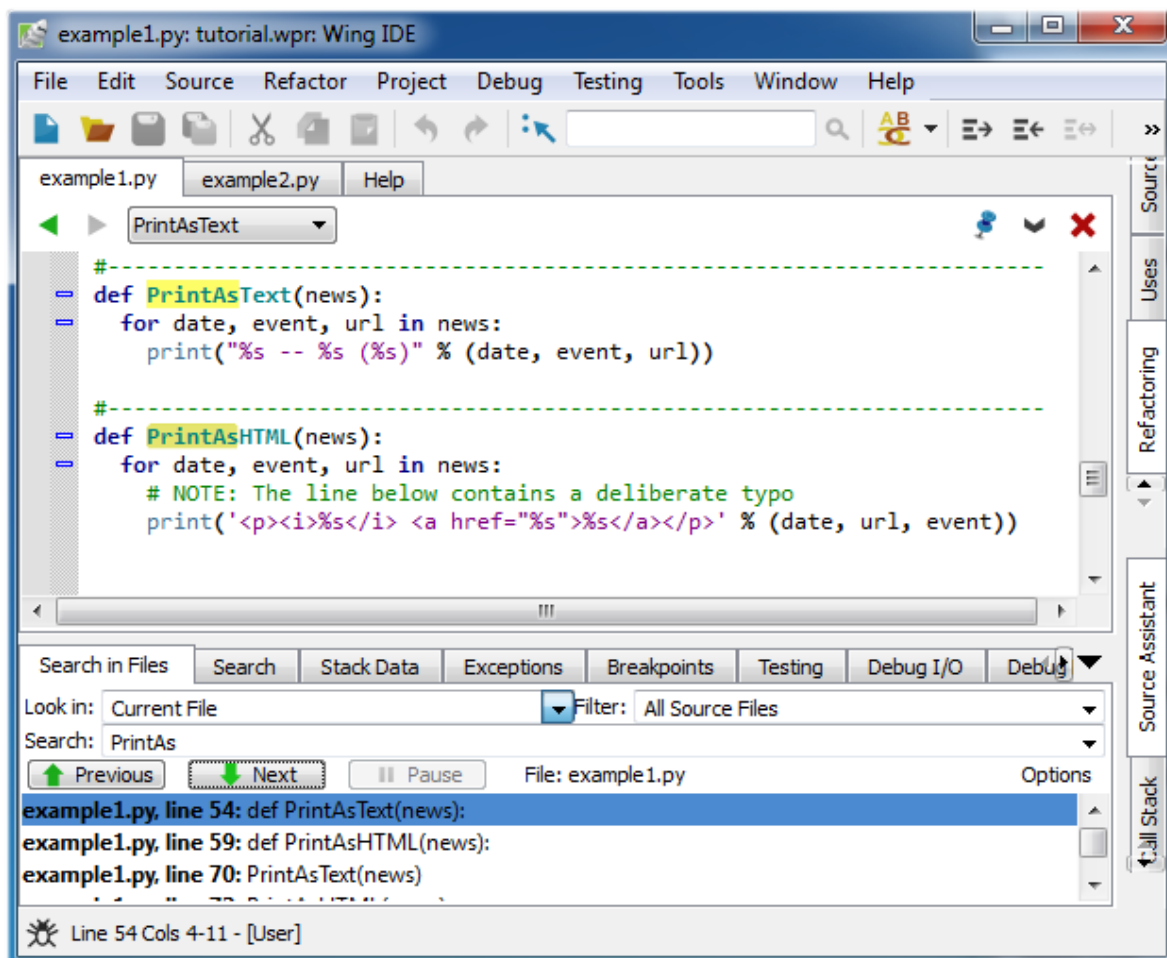 example1.py: tutorial.wpr: Wing IDE
File Edit Source Refactor Project Debug Testing Tools Window Help
example1.py example2.py Help
PrintAsText
#------------------------------------------------------------------------
def PrintAsText(news):
for date, event, url in news:
print("%s -- %s (%s)" % (date, event, url))
#------------------------------------------------------------------------
def PrintAsHTML(news):
for date, event, url in news:
# NOTE: The line below contains a deliberate typo
print('<p><i>%s</i> <a href="%s">%s</a></p>' % (date, url, event))
Source
Uses
Refactoring
Source Assistant
Call Stack
Search in Files Search Stack Data Exceptions Breakpoints Testing Debug I/O Debug
Look in: Current File Filter: All Source Files
Search: PrintAs
Previous Next Pause File: example1.py Options
example1.py, line 54: def PrintAsText(news):
example1.py, line 59: def PrintAsHTML(news):
example1.py, line 70: PrintAsText(news)
Line 54 Cols 4-11 - [User]